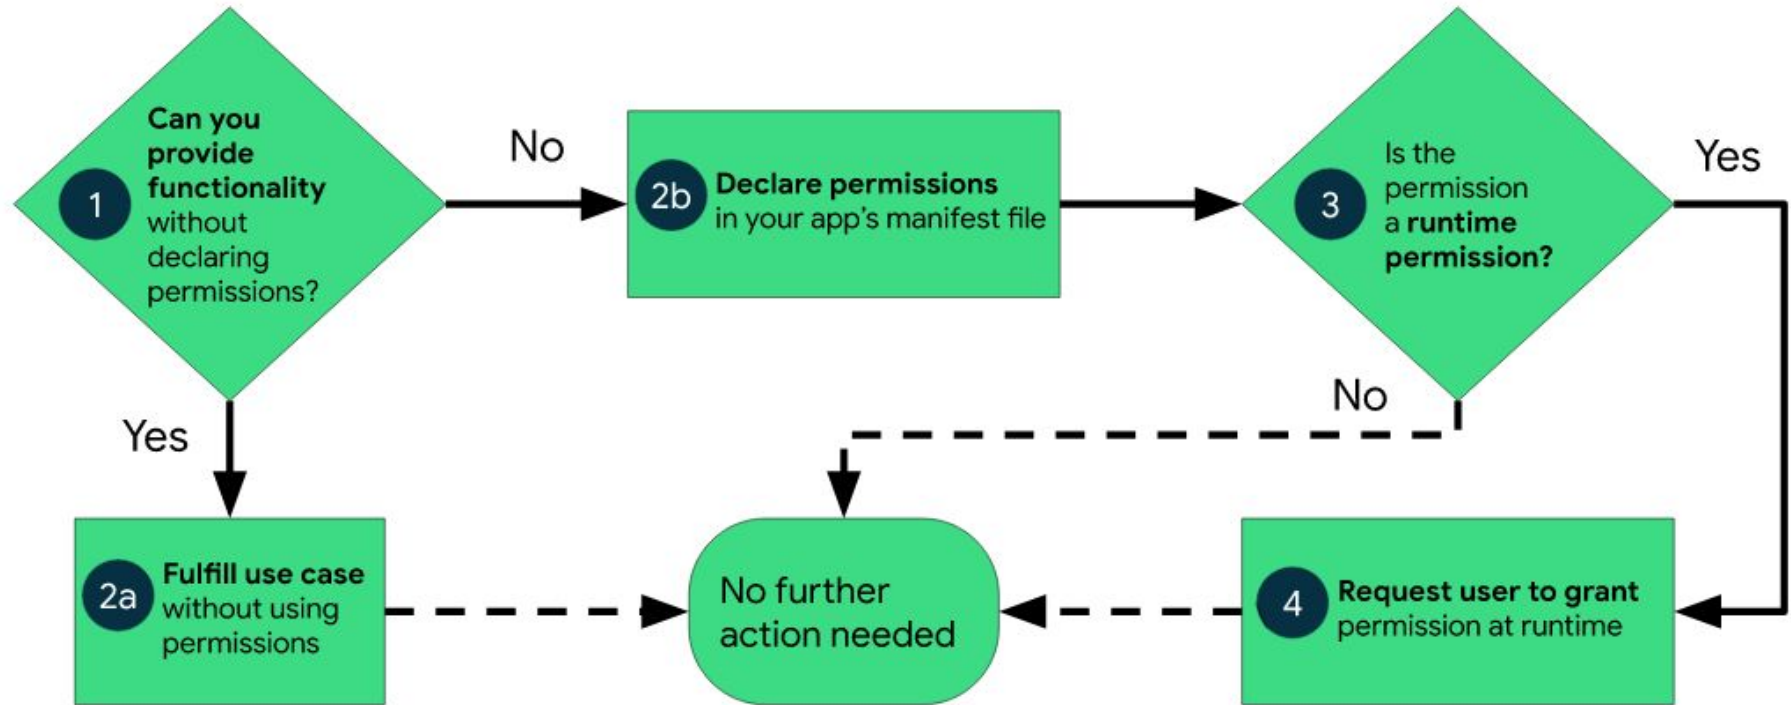 1
Can you
provide
functionality
without
declaring
permissions?
No
2b
Declare permissions
in your app's manifest file
3
Is the
permission
a runtime
permission?
Yes
No
Yes
2a
Fulfill use case
without using
permissions
No further
action needed
4
Request user to grant
permission at runtime